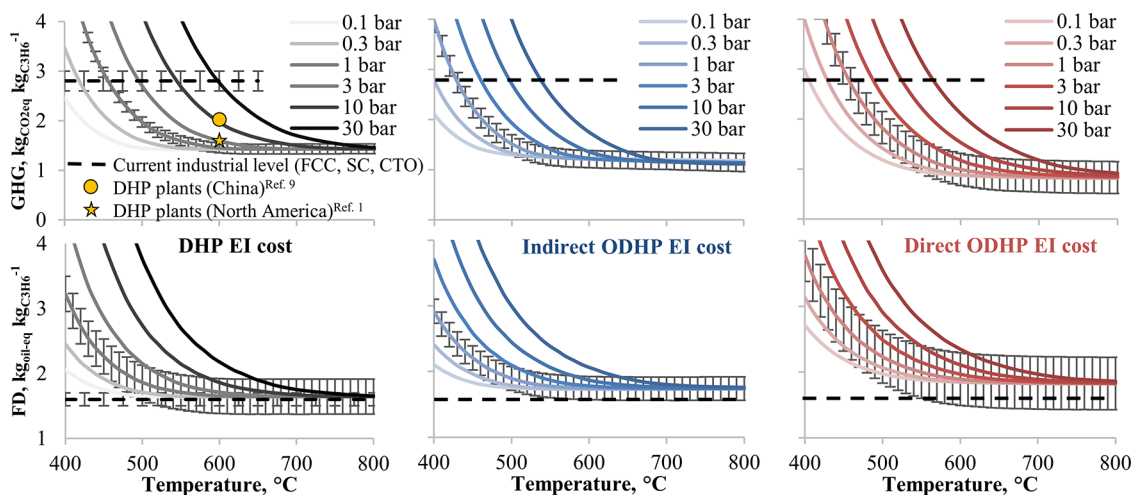 GHG, kgCO2eq kgC3H6-1
4
3
2
1
0
0.1 bar
0.3 bar
1 bar
3 bar
10 bar
30 bar
Current industrial level (FCC, SC, CTO)
DHP plants (China)Ref. 9
DHP plants (North America)Ref. 1
0.1 bar
0.3 bar
1 bar
3 bar
10 bar
30 bar
0.1 bar
0.3 bar
1 bar
3 bar
10 bar
30 bar
FD, kgoil-eq kgC3H6-1
4
3
2
1
DHP EI cost
Indirect ODHP EI cost
Direct ODHP EI cost
400 500 600 700 800
Temperature, °C
400 500 600 700 800
Temperature, °C
400 500 600 700 800
Temperature, °C